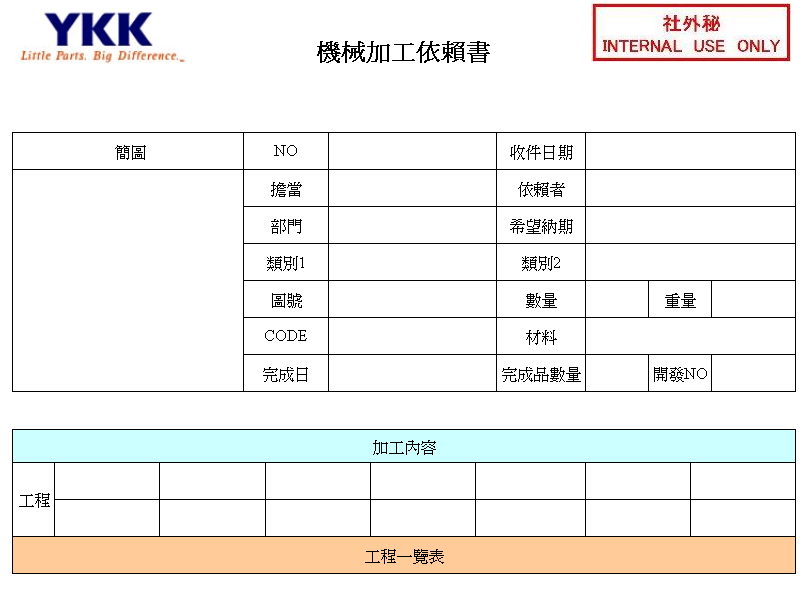 YKK
Little Parts. Big Difference.
機械加工依賴書
社外秘
INTERNAL USE ONLY
簡圖 NO 收件日期
擔當 依賴者
部門 希望納期
類別1 類別2
圖號 數量 重量
CODE 材料
完成日 完成品數量 開發NO
加工內容
工程
工程一覽表